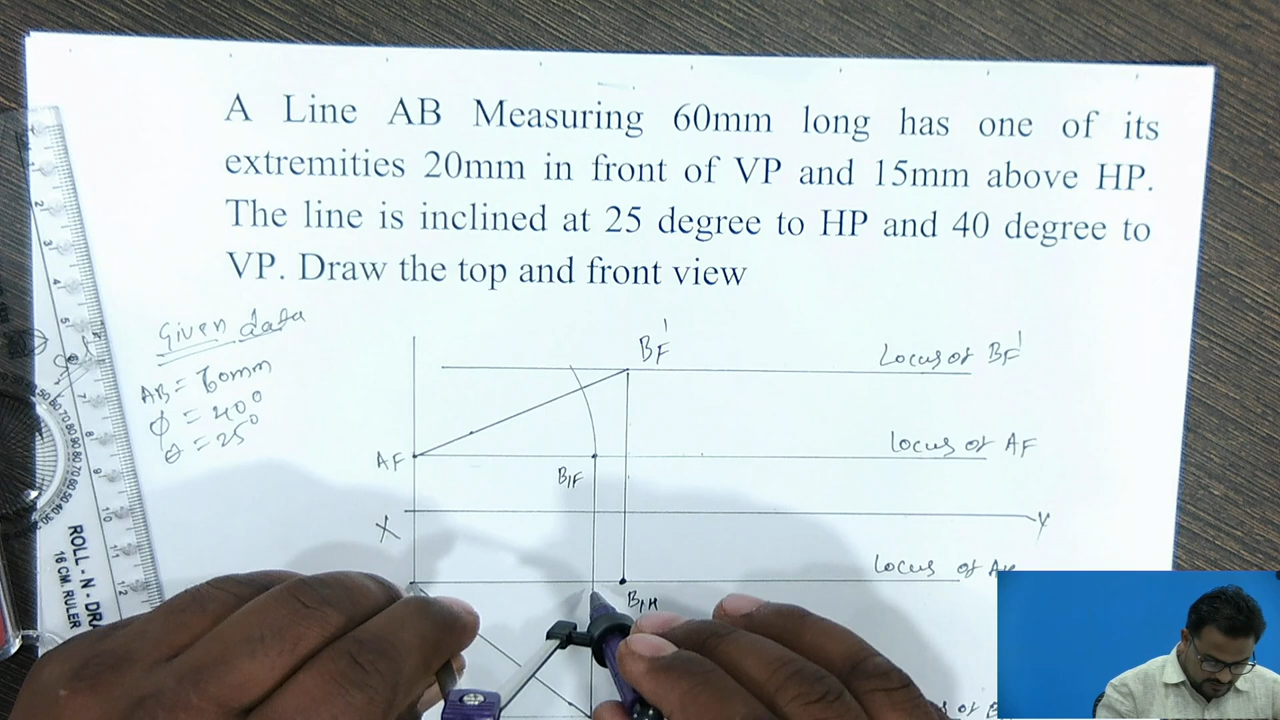 A Line AB Measuring 60mm long has one of its
extremities 20mm in front of VP and 15mm above HP.
The line is inclined at 25 degree to HP and 40 degree to
VP. Draw the top and front view
Given data
AB = 60mm
φ = 40°
θ = 25°
BF'
Locus of BF'
AF
locus of AF
B1F
X
Y
Locus of
B1H
of
ROLL - N - DRA
16 CM. RULER